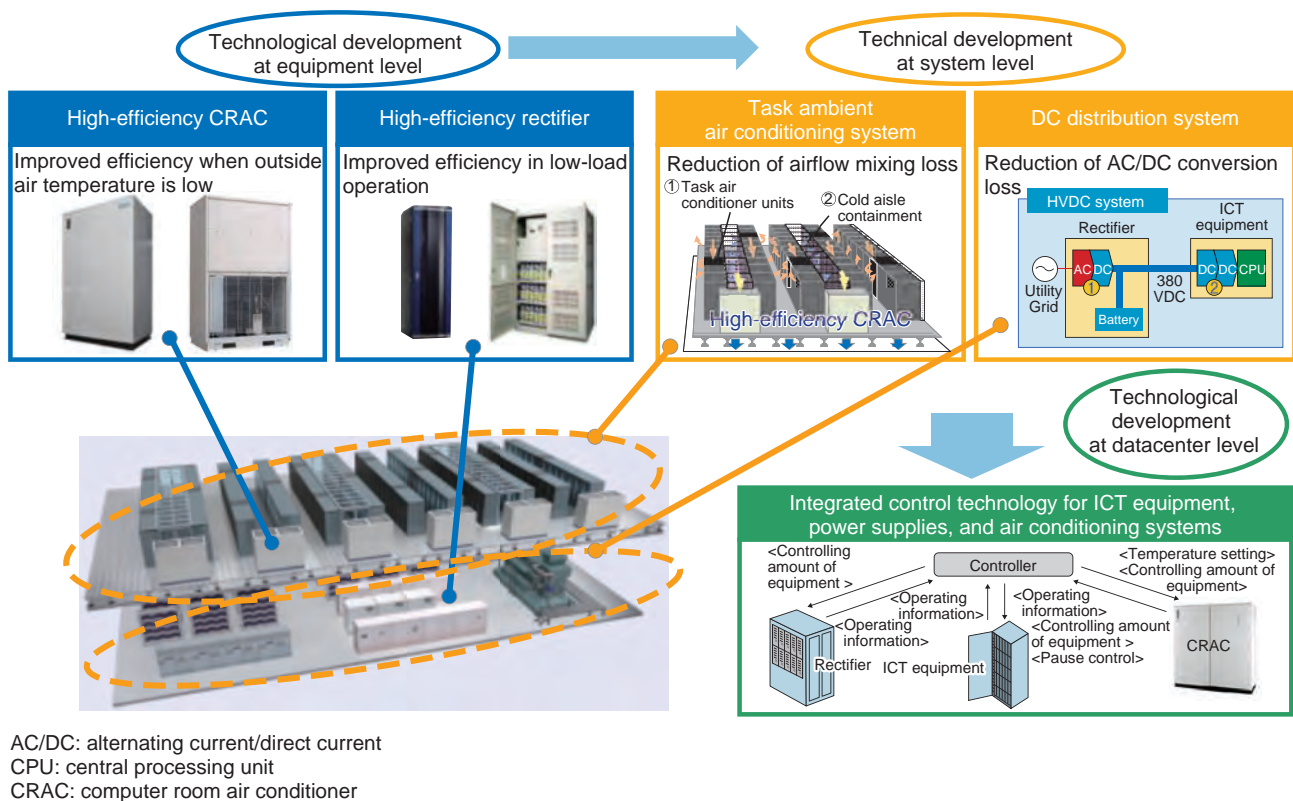 Technological development
at equipment level
Technical development
at system level
High-efficiency CRAC
Improved efficiency when outside
air temperature is low
High-efficiency rectifier
Improved efficiency in low-load
operation
Task ambient
air conditioning system
Reduction of airflow mixing loss
① Task air
conditioner units
② Cold aisle
containment
High-efficiency CRAC
DC distribution system
Reduction of AC/DC conversion
loss
HVDC system
Rectifier
ICT
equipment
AC DC
①
Utility
Grid
Battery
380
VDC
DC DC CPU
②
Technological
development
at datacenter level
Integrated control technology for ICT equipment,
power supplies, and air conditioning systems
<Controlling
amount of
equipment >
Controller
<Temperature setting>
<Controlling amount of
equipment>
<Operating
information>
<Operating
information>
<Operating
information>
<Controlling amount
of equipment >
<Pause control>
Rectifier
ICT equipment
CRAC
AC/DC: alternating current/direct current
CPU: central processing unit
CRAC: computer room air conditioner